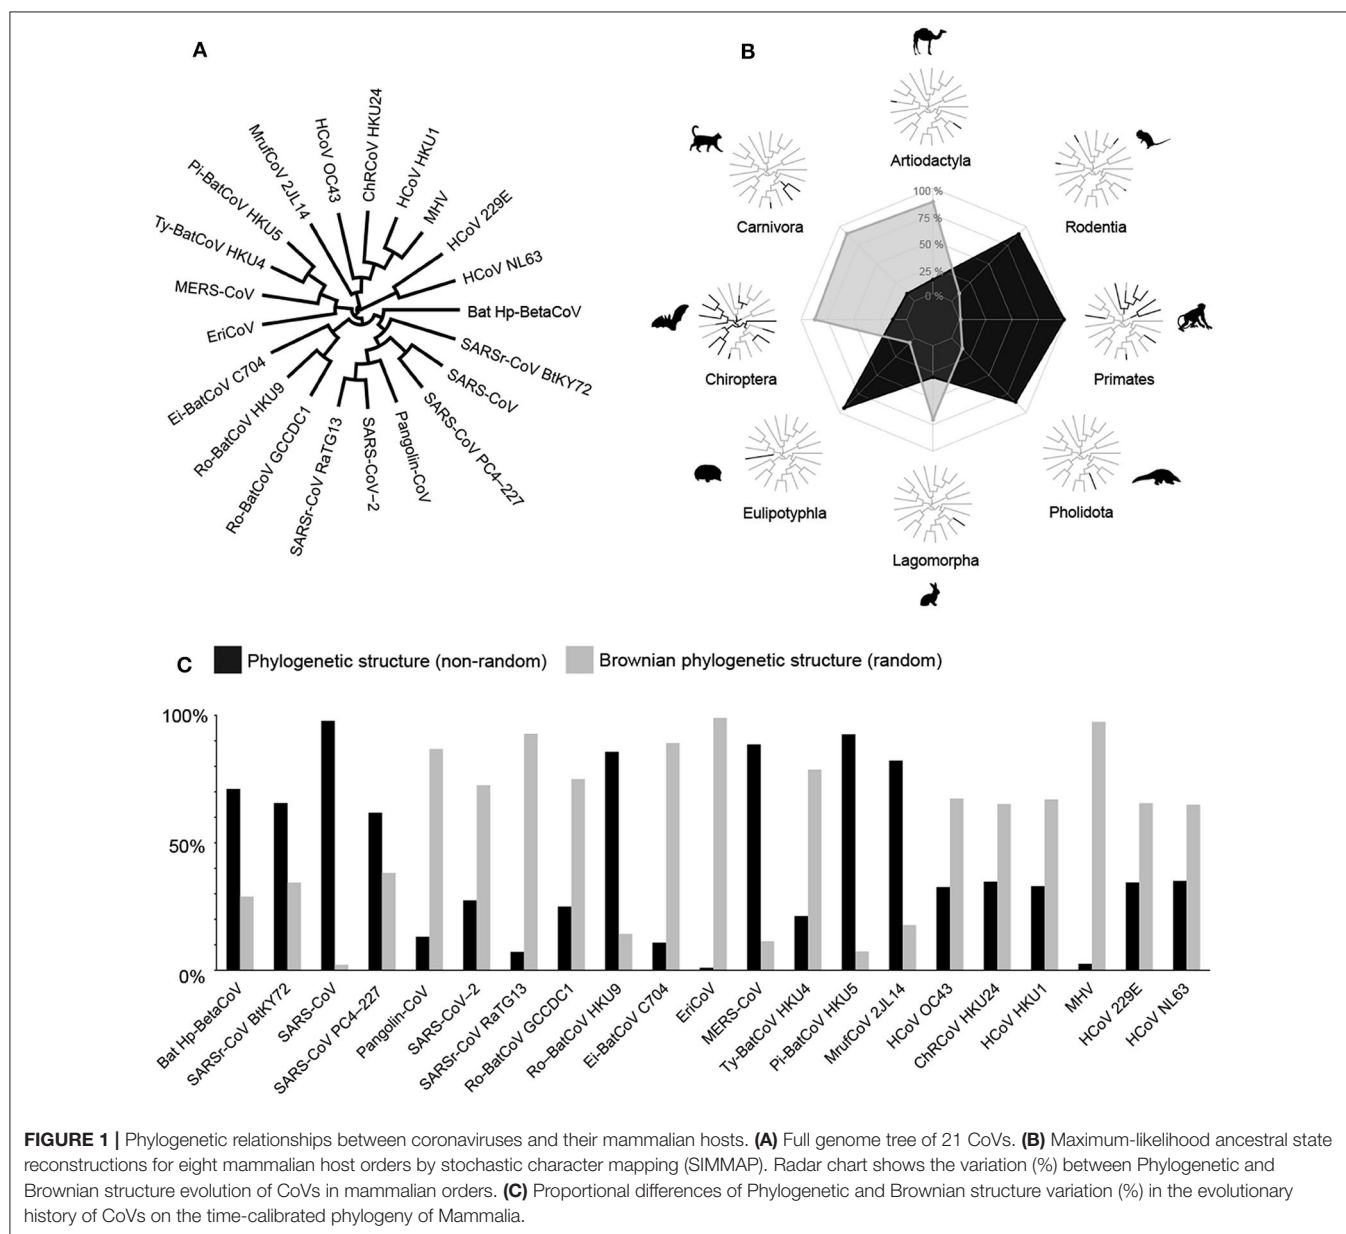 A
B
MrufCoV 2JL14
HCoV OC43
ChRCoV HKU24
HCoV HKU1
MHV
HCoV 229E
HCoV NL63
Bat Hp-BetaCoV
SARSr-CoV BtKY72
SARS-CoV
SARS-CoV PC4–227
Pangolin-CoV
SARS-CoV-2
SARSr-CoV RaTG13
Ro-BatCoV GCCDC1
Ro-BatCoV HKU9
Ei-BatCoV C704
EriCoV
MERS-CoV
Ty-BatCoV HKU4
Pi-BatCoV HKU5
Artiodactyla
Carnivora
Rodentia
100 %
75 %
50 %
25 %
0 %
Chiroptera
Primates
Eulipotyphla
Pholidota
Lagomorpha
C
Phylogenetic structure (non-random)
Brownian phylogenetic structure (random)
100%
50%
0%
Bat Hp-BetaCoV
SARSr-CoV BtKY72
SARS-CoV
SARS-CoV PC4–227
Pangolin-CoV
SARS-CoV-2
SARSr-CoV RaTG13
Ro-BatCoV GCCDC1
Ro–BatCoV HKU9
Ei-BatCoV C704
EriCoV
MERS-CoV
Ty-BatCoV HKU4
Pi-BatCoV HKU5
MrufCoV 2JL14
HCoV OC43
ChRCoV HKU24
HCoV HKU1
MHV
HCoV 229E
HCoV NL63
FIGURE 1 | Phylogenetic relationships between coronaviruses and their mammalian hosts. (A) Full genome tree of 21 CoVs. (B) Maximum-likelihood ancestral state
reconstructions for eight mammalian host orders by stochastic character mapping (SIMMAP). Radar chart shows the variation (%) between Phylogenetic and
Brownian structure evolution of CoVs in mammalian orders. (C) Proportional differences of Phylogenetic and Brownian structure variation (%) in the evolutionary
history of CoVs on the time-calibrated phylogeny of Mammalia.